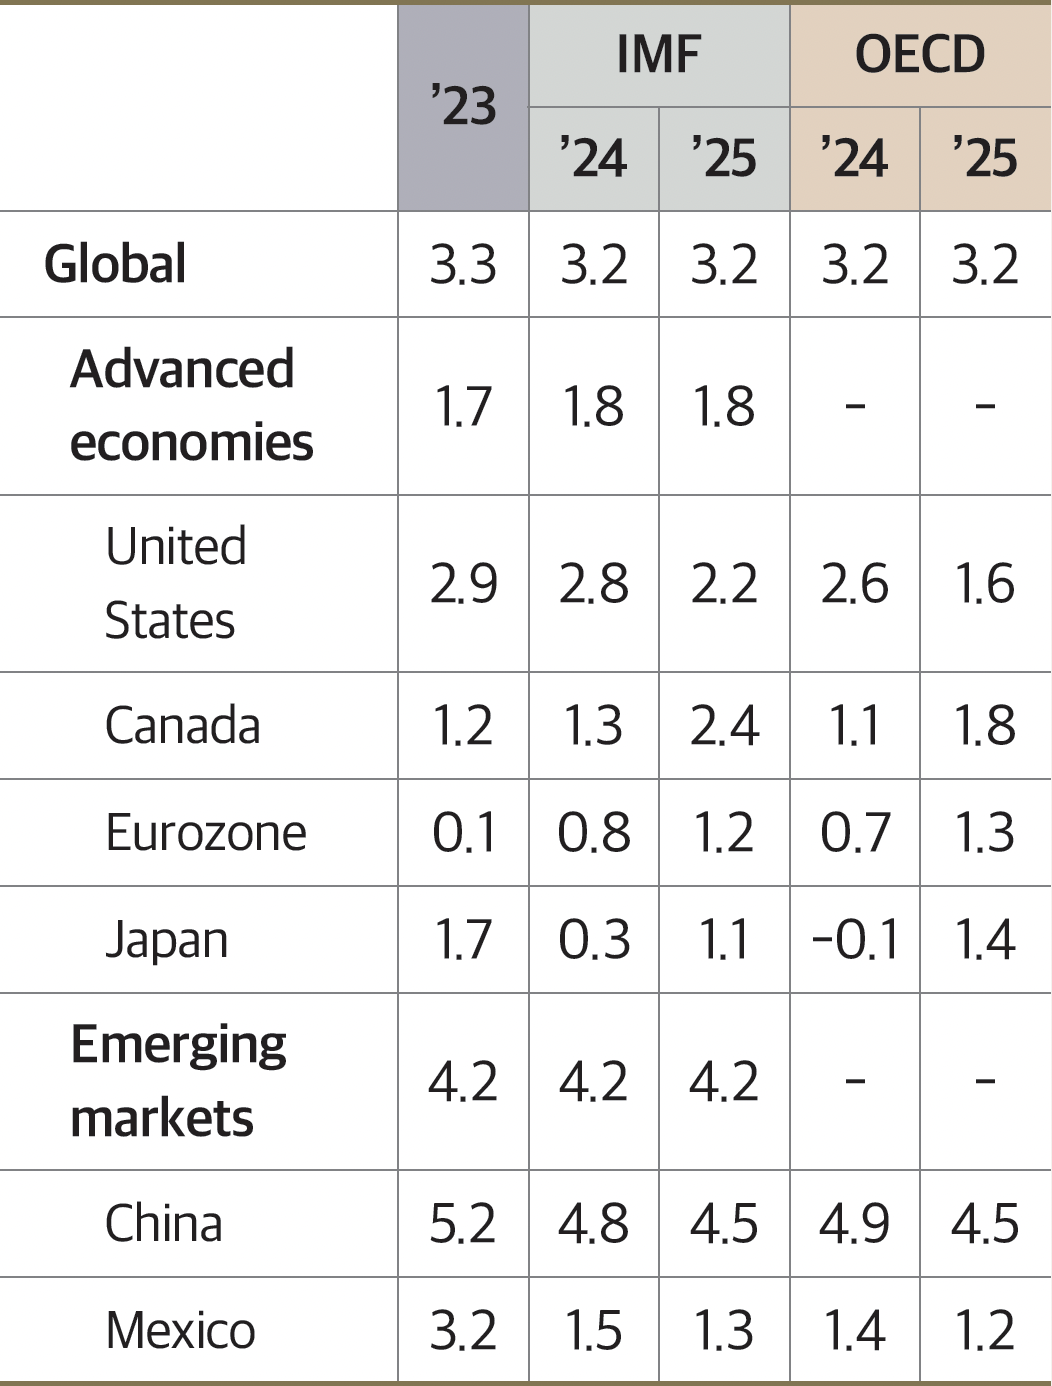 ’23 IMF OECD
’24 ’25 ’24 ’25
Global 3.3 3.2 3.2 3.2 3.2
Advanced
economies 1.7 1.8 1.8 - -
United
States 2.9 2.8 2.2 2.6 1.6
Canada 1.2 1.3 2.4 1.1 1.8
Eurozone 0.1 0.8 1.2 0.7 1.3
Japan 1.7 0.3 1.1 -0.1 1.4
Emerging
markets 4.2 4.2 4.2 - -
China 5.2 4.8 4.5 4.9 4.5
Mexico 3.2 1.5 1.3 1.4 1.2